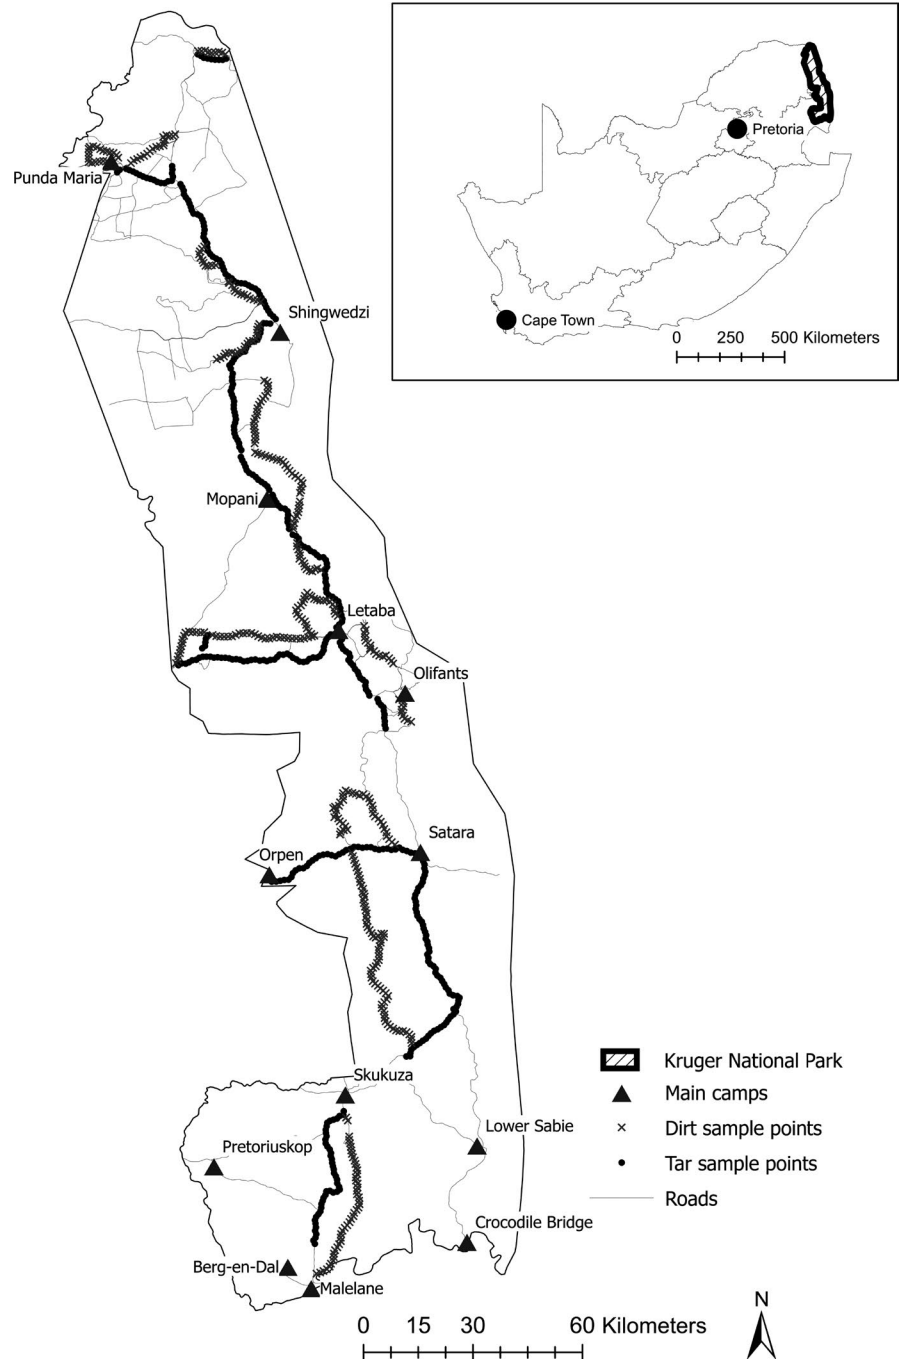 Pretoria
Cape Town
0 250 500 Kilometers
Punda Maria
Shingwedzi
Mopani
Letaba
Olifants
Satara
Orpen
Skukuza
Pretoriuskop
Lower Sabie
Crocodile Bridge
Berg-en-Dal
Malelane
Kruger National Park
Main camps
Dirt sample points
Tar sample points
Roads
0 15 30 60 Kilometers
N